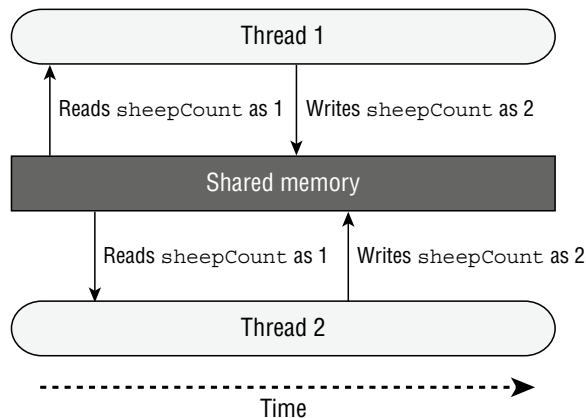 Thread 1
Reads sheepCount as 1
Writes sheepCount as 2
Shared memory
Reads sheepCount as 1
Writes sheepCount as 2
Thread 2
Time